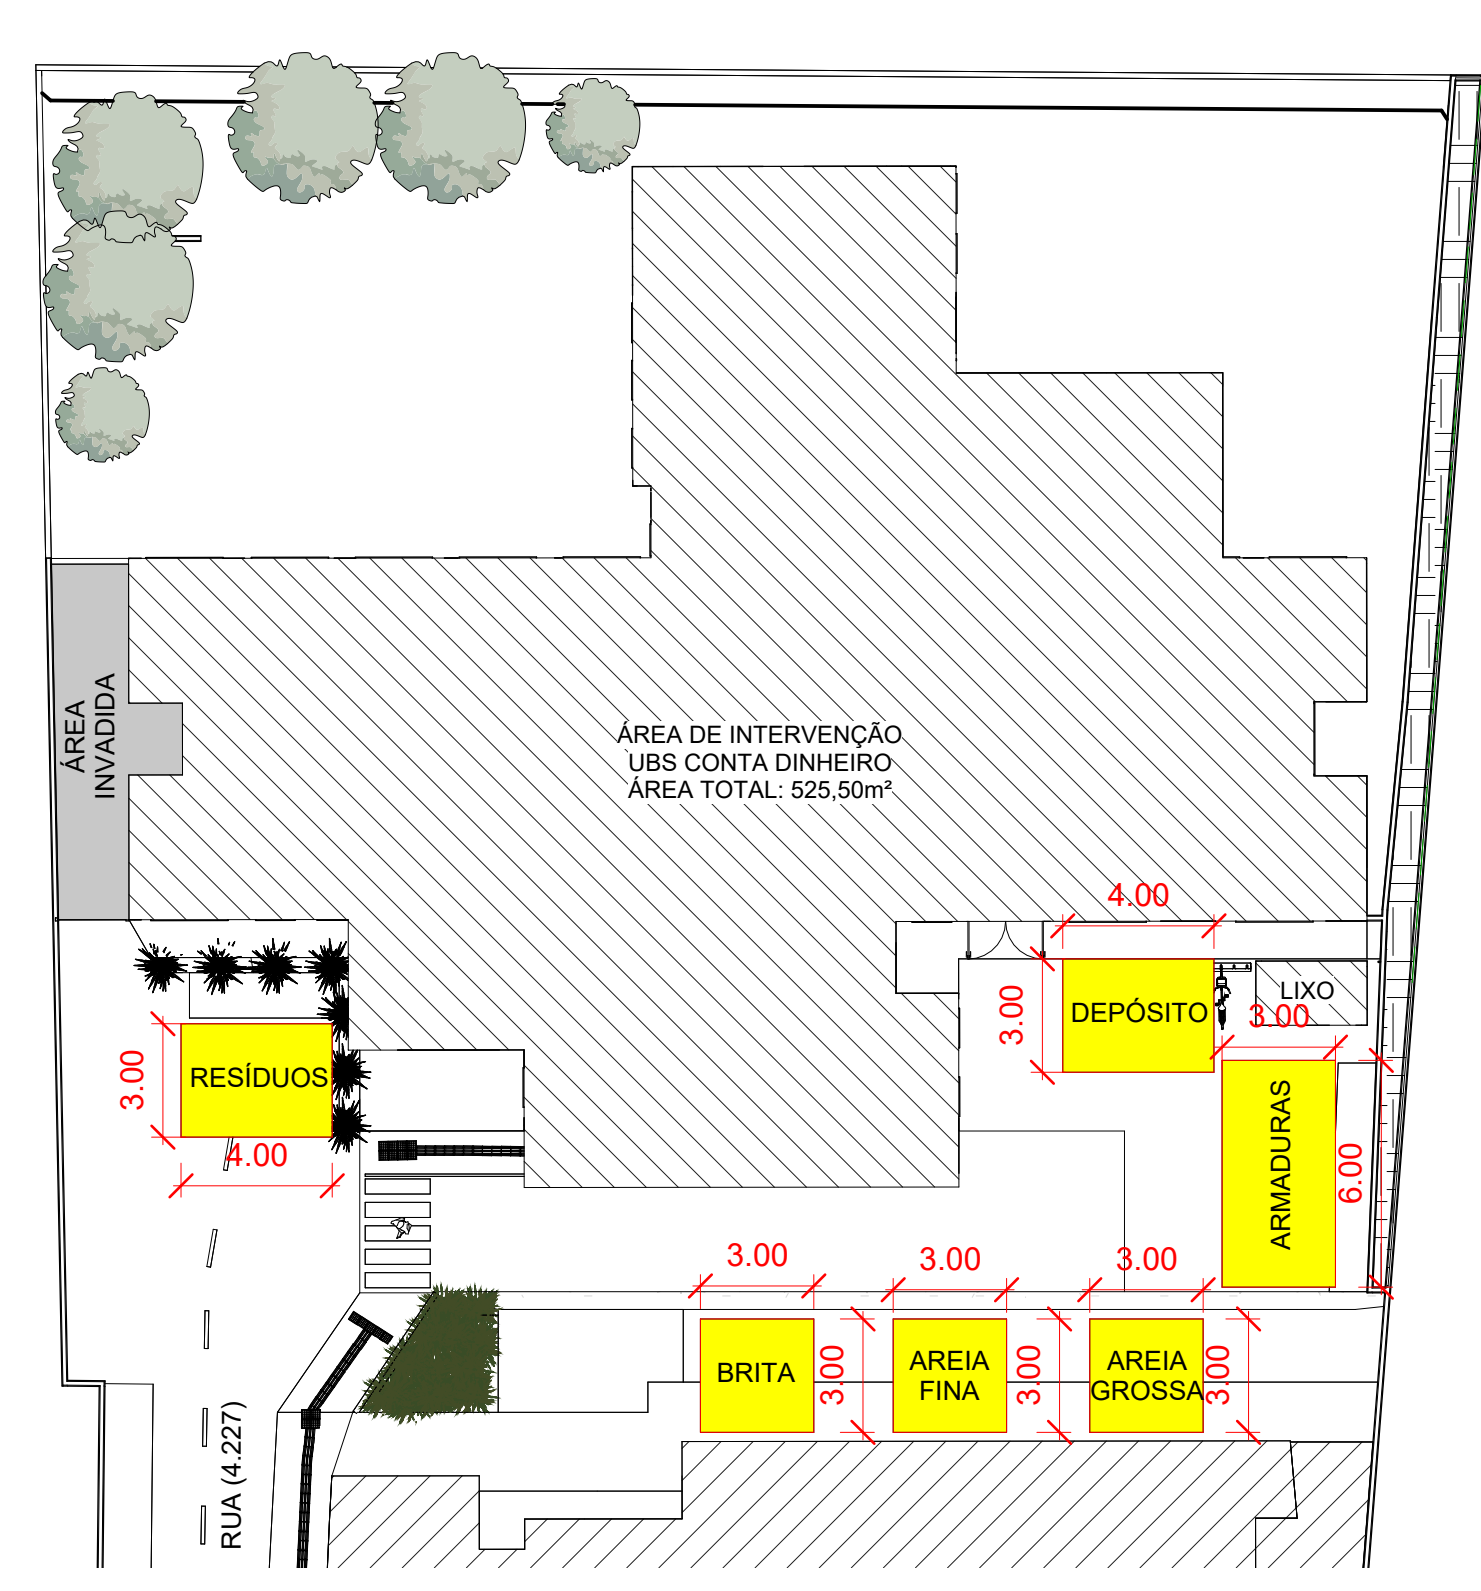 ÁREA
INVADIDA
ÁREA DE INTERVENÇÃO
UBS CONTA DINHEIRO
ÁREA TOTAL: 525,50m²
4.00
3.00
DEPÓSITO
LIXO
3.00
ARMADURAS
6.00
3.00
RESÍDUOS
4.00
3.00
BRITA
3.00
3.00
AREIA
FINA
3.00
3.00
AREIA
GROSSA
3.00
RUA (4.227)